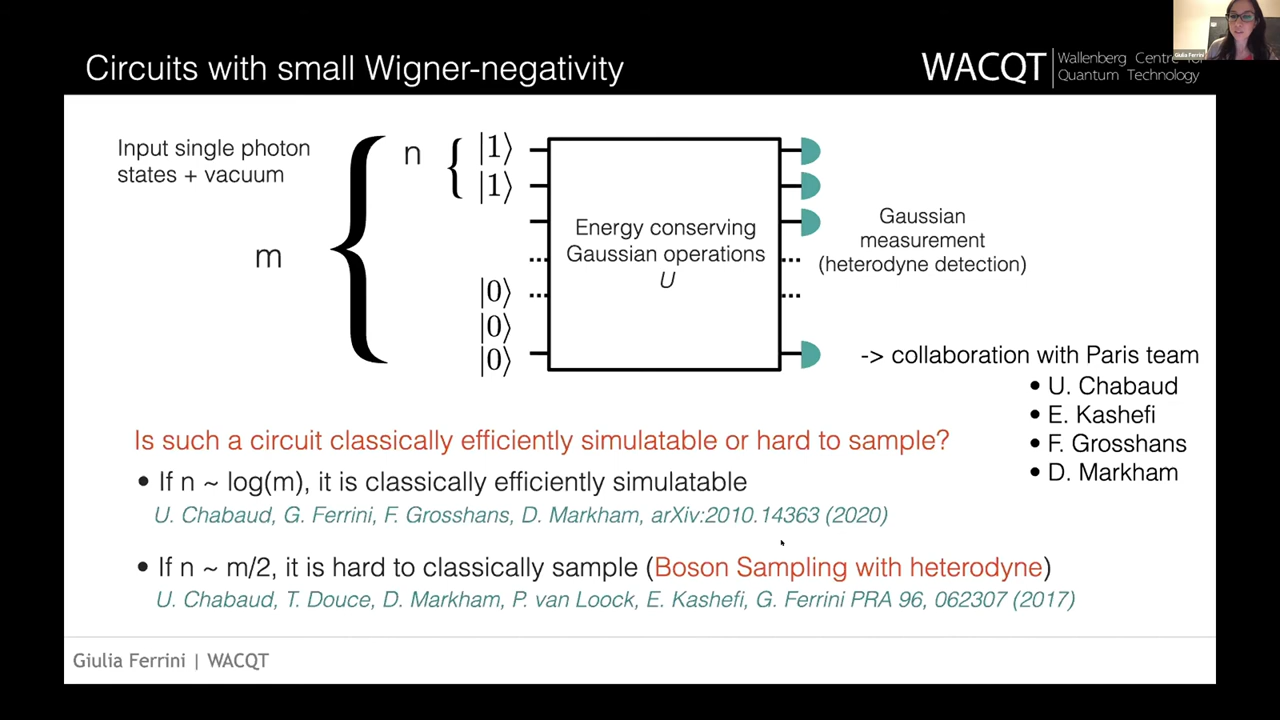 Circuits with small Wigner-negativity
WACQT
Wallenberg Centre for
Quantum Technology
Giulia Ferrini
Input single photon
states + vacuum
n
m
|1⟩
|1⟩
...
|0⟩ ...
|0⟩
|0⟩
Energy conserving
Gaussian operations
U
...
...
Gaussian
measurement
(heterodyne detection)
-> collaboration with Paris team
• U. Chabaud
• E. Kashefi
• F. Grosshans
• D. Markham
Is such a circuit classically efficiently simulatable or hard to sample?
• If n ~ log(m), it is classically efficiently simulatable
U. Chabaud, G. Ferrini, F. Grosshans, D. Markham, arXiv:2010.14363 (2020)
• If n ~ m/2, it is hard to classically sample (Boson Sampling with heterodyne)
U. Chabaud, T. Douce, D. Markham, P. van Loock, E. Kashefi, G. Ferrini PRA 96, 062307 (2017)
Giulia Ferrini | WACQT